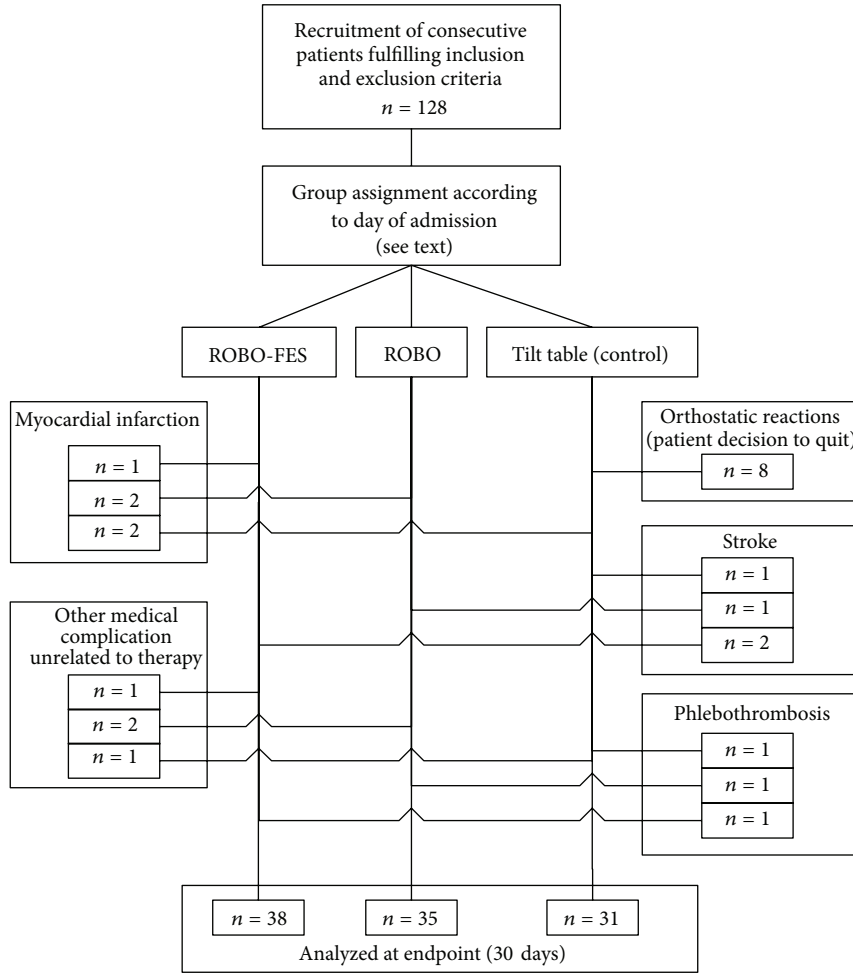 Recruitment of consecutive
patients fulfilling inclusion
and exclusion criteria
n = 128
Group assignment according
to day of admission
(see text)
ROBO-FES
ROBO
Tilt table (control)
Myocardial infarction
n = 1
n = 2
n = 2
Orthostatic reactions
(patient decision to quit)
n = 8
Stroke
n = 1
n = 1
n = 2
Other medical
complication
unrelated to therapy
n = 1
n = 2
n = 1
Phlebothrombosis
n = 1
n = 1
n = 1
n = 38
n = 35
n = 31
Analyzed at endpoint (30 days)